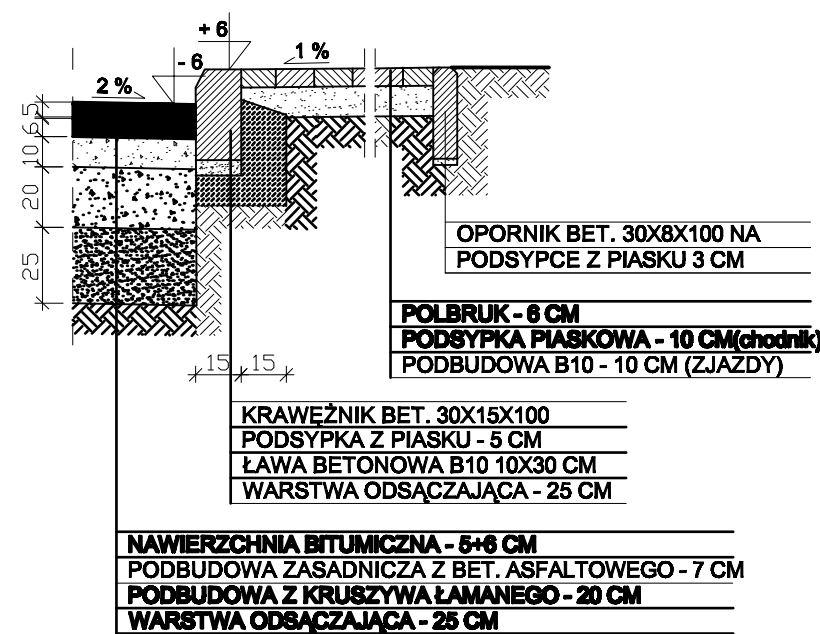 + 6
1 %
- 6
2 %
5
6
10
20
25
OPORNIK BET. 30X8X100 NA
PODSYPCE Z PIASKU 3 CM
POLBRUK - 6 CM
PODSYPKA PIASKOWA - 10 CM(chodnik)
PODBUDOWA B10 - 10 CM (ZJAZDY)
15 15
KRAWĘŻNIK BET. 30X15X100
PODSYPKA Z PIASKU - 5 CM
ŁAWA BETONOWA B10 10X30 CM
WARSTWA ODSĄCZAJĄCA - 25 CM
NAWIERZCHNIA BITUMICZNA - 5+6 CM
PODBUDOWA ZASADNICZA Z BET. ASFALTOWEGO - 7 CM
PODBUDOWA Z KRUSZYWA ŁAMANEGO - 20 CM
WARSTWA ODSĄCZAJĄCA - 25 CM